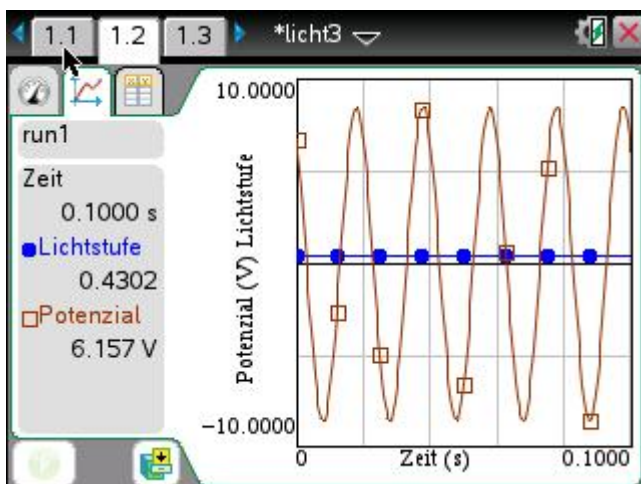 1.1 1.2 1.3 *licht3
run1
Zeit
0.1000 s
Lichtstufe
0.4302
Potenzial
6.157 V
10.0000
Potenzial (V) Lichtstufe
-10.0000
0 Zeit (s) 0.1000